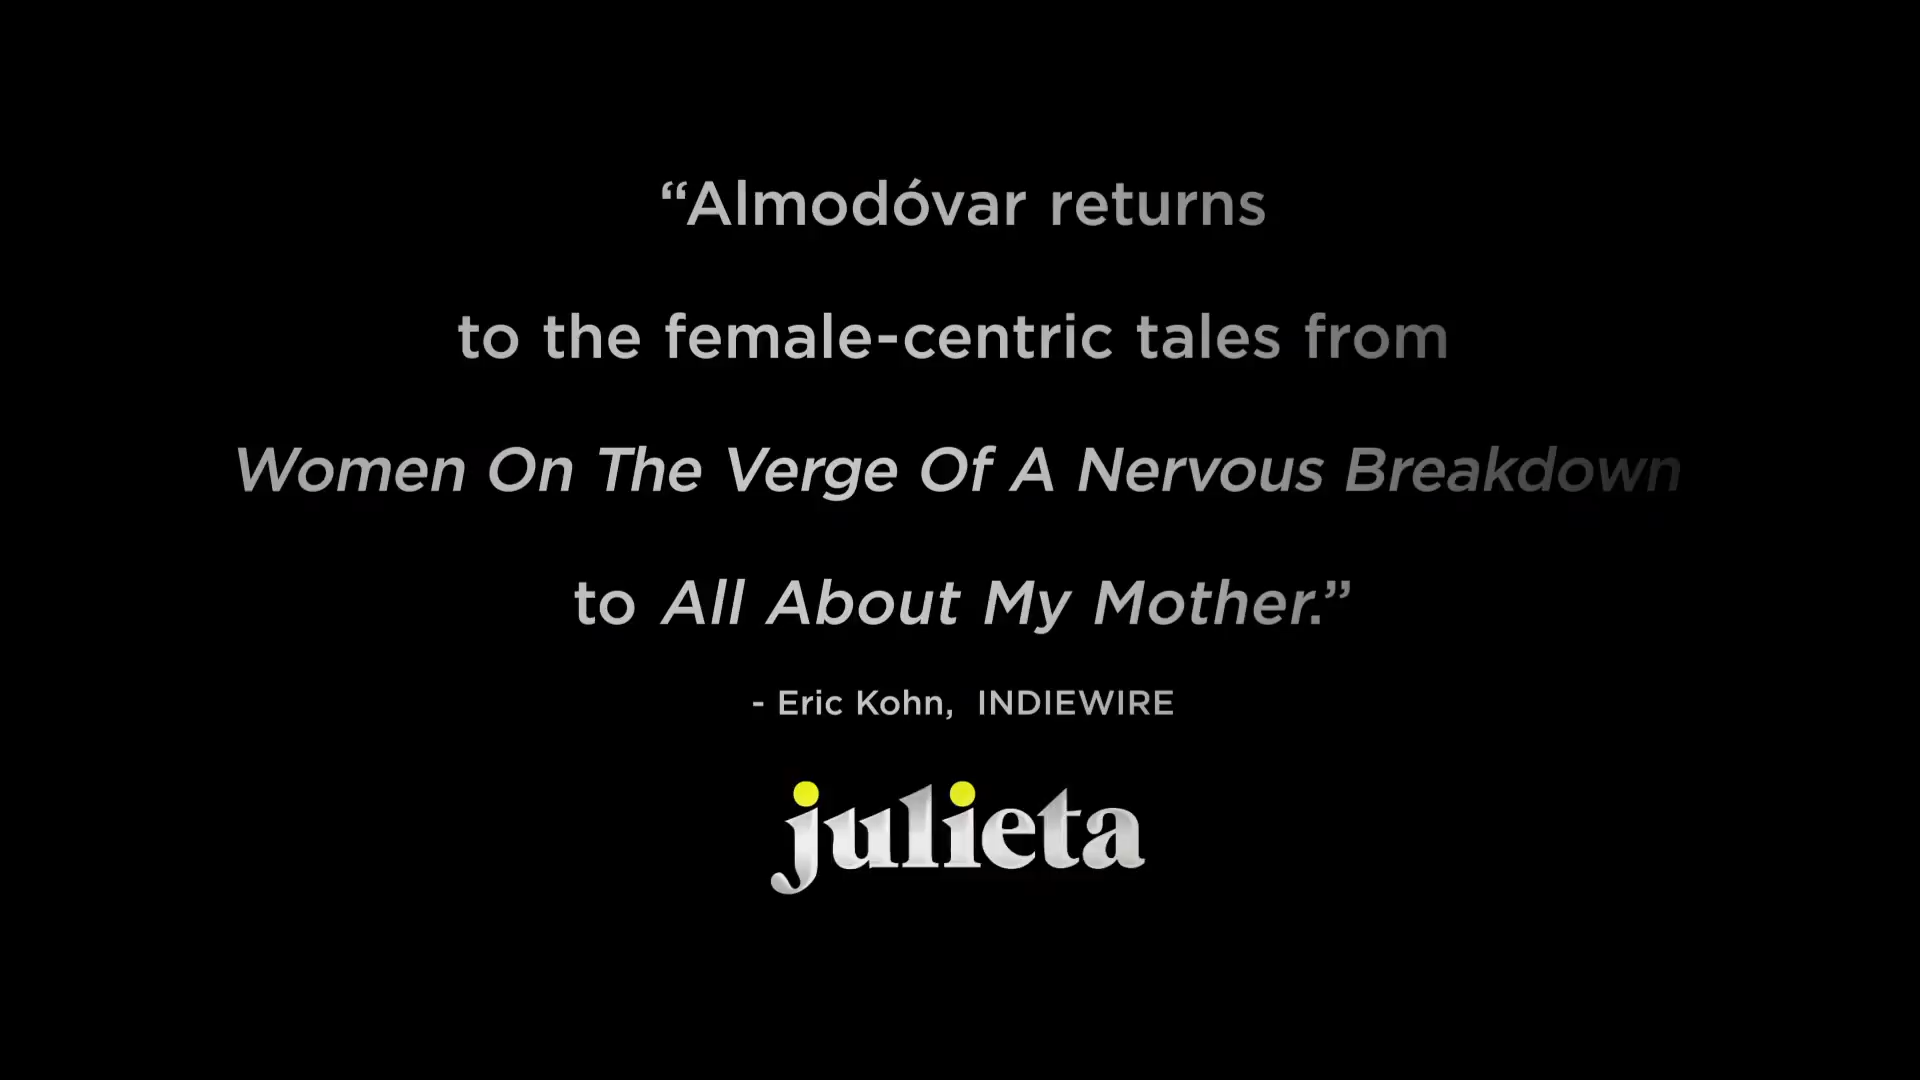 “Almodóvar returns
to the female-centric tales from
Women On The Verge Of A Nervous Breakdown
to All About My Mother.”
- Eric Kohn,  INDIEWIRE
julieta